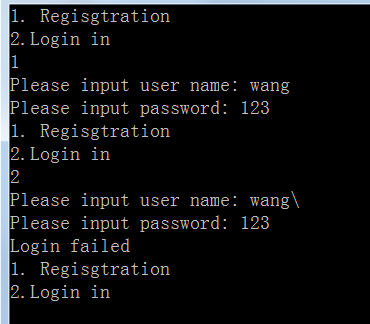 1. Regisgtration
2.Login in
1
Please input user name: wang
Please input password: 123
1. Regisgtration
2.Login in
2
Please input user name: wang\
Please input password: 123
Login failed
1. Regisgtration
2.Login in